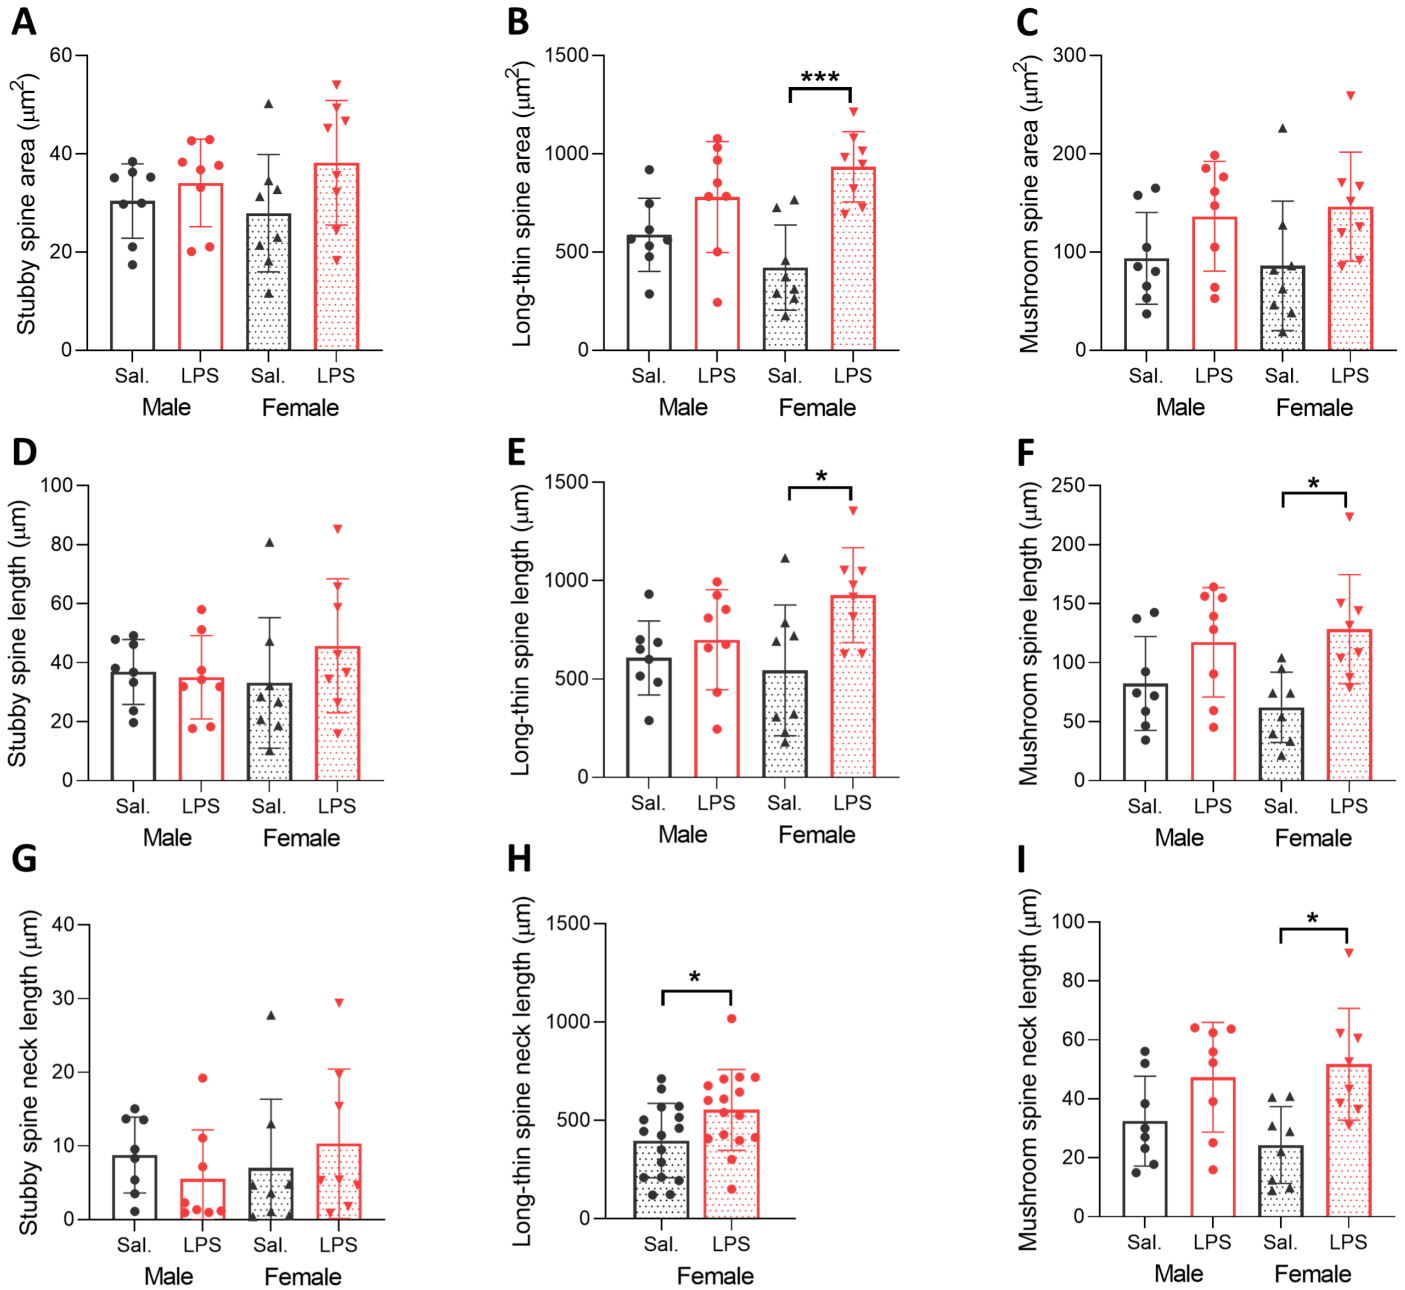 A
B
C
Stubby spine area (μm²)
60
40
20
0
Sal. LPS Sal. LPS
Male Female
Long-thin spine area (μm²)
1500
1000
500
0
***
Sal. LPS Sal. LPS
Male Female
Mushroom spine area (μm²)
300
200
100
0
Sal. LPS Sal. LPS
Male Female
D
E
F
Stubby spine length (μm)
100
80
60
40
20
0
Sal. LPS Sal. LPS
Male Female
Long-thin spine length (μm)
1500
1000
500
0
*
Sal. LPS Sal. LPS
Male Female
Mushroom spine length (μm)
250
200
150
100
50
0
*
Sal. LPS Sal. LPS
Male Female
G
H
I
Stubby spine neck length (μm)
40
30
20
10
0
Sal. LPS Sal. LPS
Male Female
Long-thin spine neck length (μm)
1500
1000
500
0
*
Sal. LPS
Female
Mushroom spine neck length (μm)
100
80
60
40
20
0
*
Sal. LPS Sal. LPS
Male Female